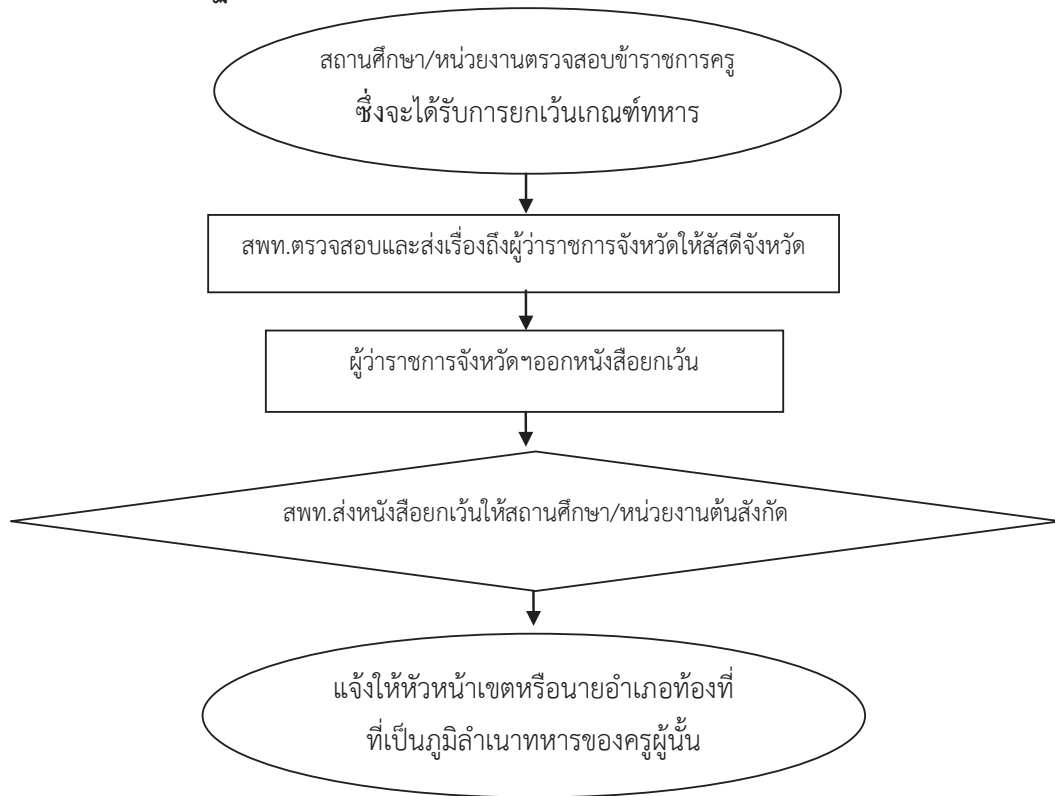 สถานศึกษา/หน่วยงานตรวจสอบข้าราชการครู
ซึ่งจะได้รับการยกเว้นเกณฑ์ทหาร
สพท.ตรวจสอบและส่งเรื่องถึงผู้ว่าราชการจังหวัดให้สัสดีจังหวัด
ผู้ว่าราชการจังหวัดฯออกหนังสือยกเว้น
สพท.ส่งหนังสือยกเว้นให้สถานศึกษา/หน่วยงานต้นสังกัด
แจ้งให้หัวหน้าเขตหรือนายอำเภอท้องที่
ที่เป็นภูมิลำเนาทหารของครูผู้นั้น